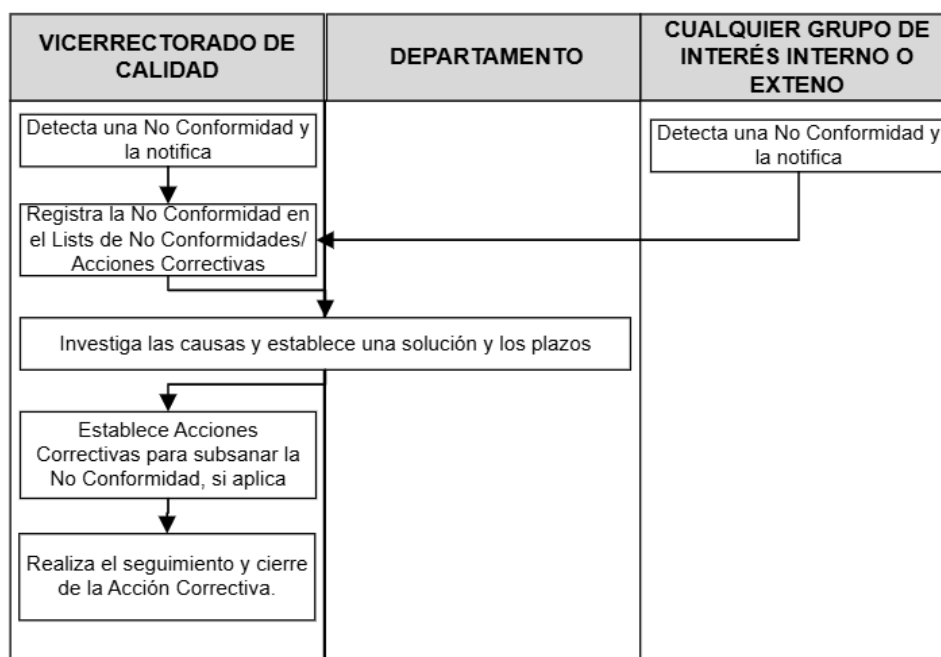 VICERRECTORADO DE
CALIDAD
DEPARTAMENTO
CUALQUIER GRUPO DE
INTERÉS INTERNO O
EXTENO
Detecta una No Conformidad y
la notifica
Detecta una No Conformidad y
la notifica
Registra la No Conformidad en
el Lists de No Conformidades/
Acciones Correctivas
Investiga las causas y establece una solución y los plazos
Establece Acciones
Correctivas para subsanar la
No Conformidad, si aplica
Realiza el seguimiento y cierre
de la Acción Correctiva.